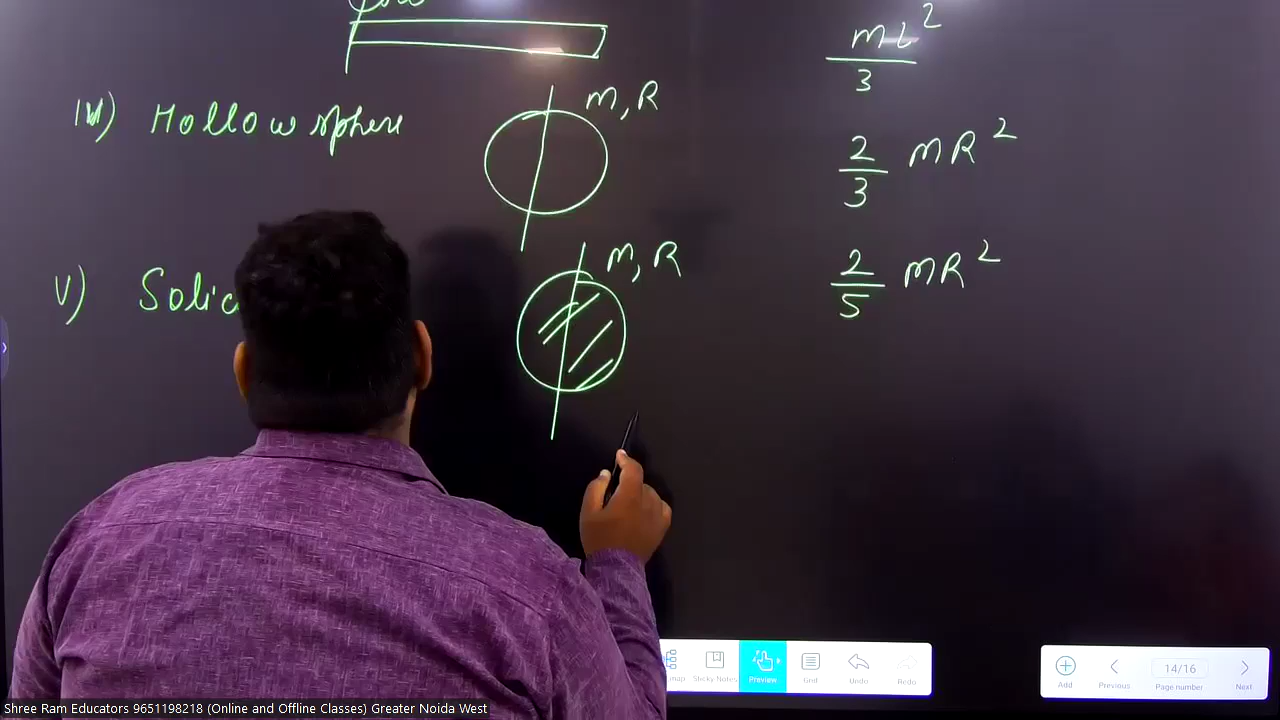 mL²/3
IV) Hollow sphere M, R 2/3 MR²
V) Solid M, R 2/5 MR²
Sticky Notes Preview Grid Undo Redo
Add Previous 14/16 Page number Next
Shree Ram Educators 9651198218 (Online and Offline Classes) Greater Noida West